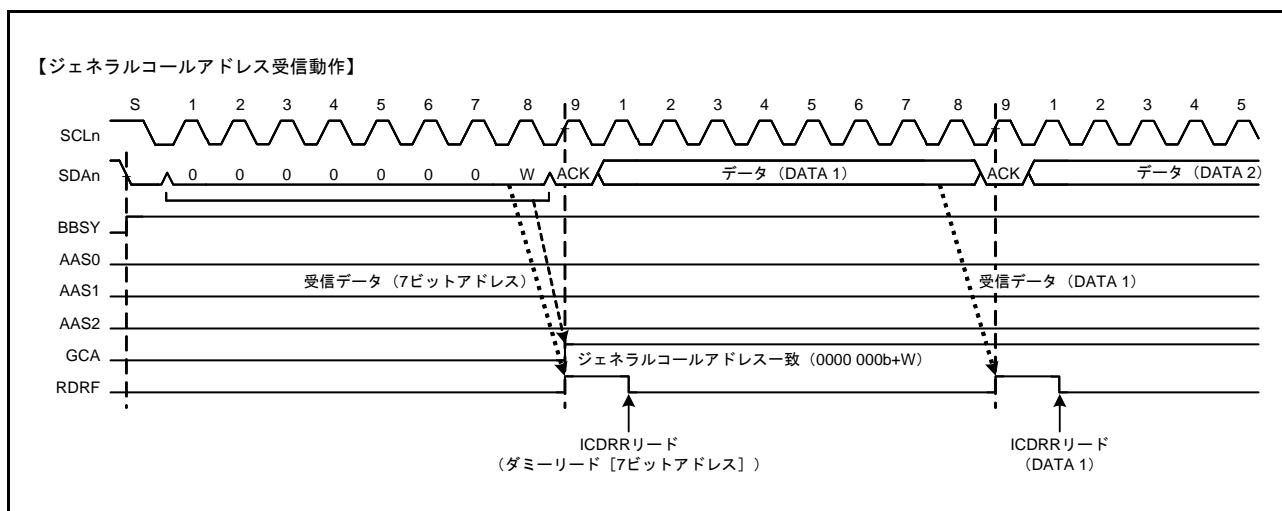 【ジェネラルコールアドレス受信動作】
S 1 2 3 4 5 6 7 8 9 1 2 3 4 5 6 7 8 9 1 2 3 4 5
SCLn
SDAn 0 0 0 0 0 0 0 W ACK データ（DATA 1） ACK データ（DATA 2）
BBSY
AAS0
AAS1 受信データ（7ビットアドレス） 受信データ（DATA 1）
AAS2
GCA ジェネラルコールアドレス一致（0000 000b+W）
RDRF
ICDRRリード ICDRRリード
（ダミーリード［7ビットアドレス］） （DATA 1）